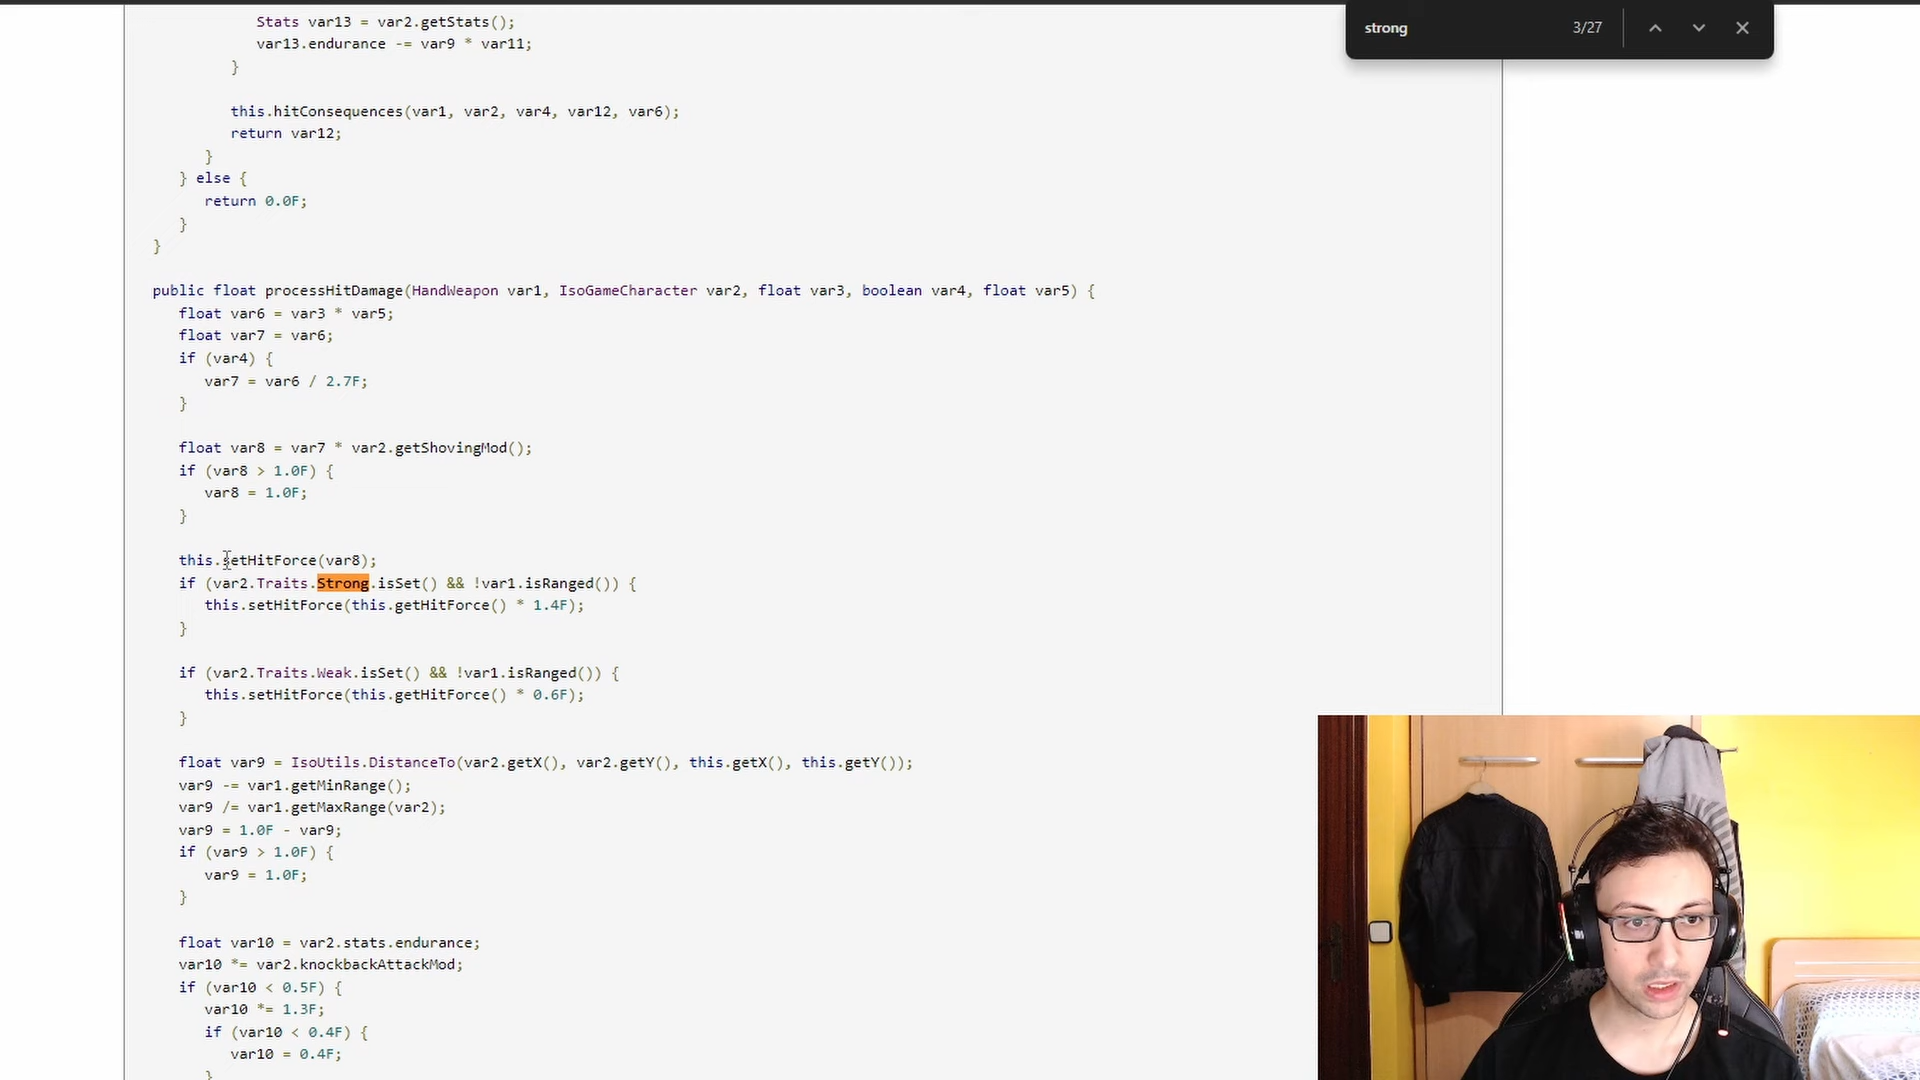 strong 3/27
Stats var13 = var2.getStats();
var13.endurance -= var9 * var11;
}
this.hitConsequences(var1, var2, var4, var12, var6);
return var12;
}
} else {
return 0.0F;
}
}
public float processHitDamage(HandWeapon var1, IsoGameCharacter var2, float var3, boolean var4, float var5) {
float var6 = var3 * var5;
float var7 = var6;
if (var4) {
var7 = var6 / 2.7F;
}
float var8 = var7 * var2.getShovingMod();
if (var8 > 1.0F) {
var8 = 1.0F;
}
this.setHitForce(var8);
if (var2.Traits.Strong.isSet() && !var1.isRanged()) {
this.setHitForce(this.getHitForce() * 1.4F);
}
if (var2.Traits.Weak.isSet() && !var1.isRanged()) {
this.setHitForce(this.getHitForce() * 0.6F);
}
float var9 = IsoUtils.DistanceTo(var2.getX(), var2.getY(), this.getX(), this.getY());
var9 -= var1.getMinRange();
var9 /= var1.getMaxRange(var2);
var9 = 1.0F - var9;
if (var9 > 1.0F) {
var9 = 1.0F;
}
float var10 = var2.stats.endurance;
var10 *= var2.knockbackAttackMod;
if (var10 < 0.5F) {
var10 *= 1.3F;
if (var10 < 0.4F) {
var10 = 0.4F;
}